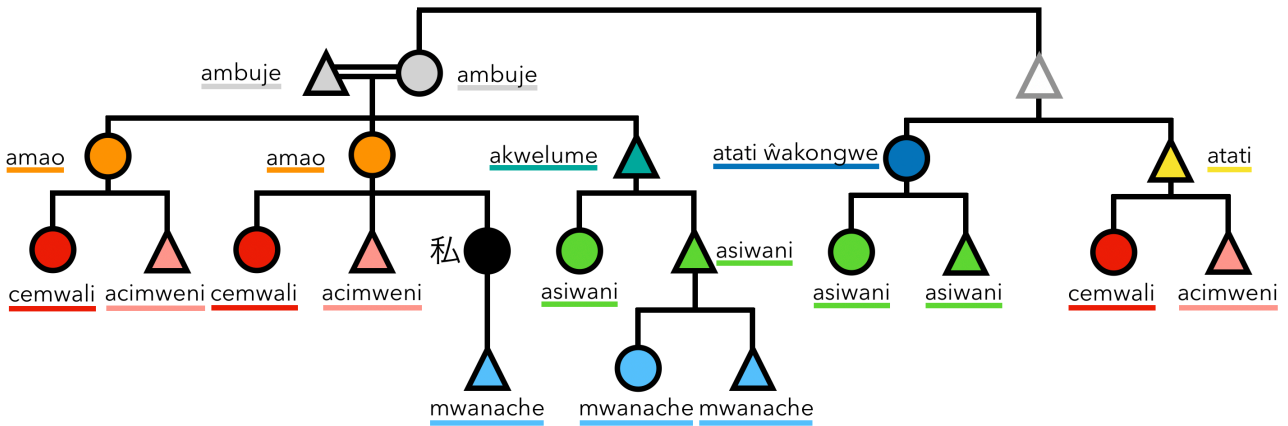 ambuje
ambuje
amao
amao
akwelume
atati ŵakongwe
atati
私
asiwani
cemwali
acimweni
cemwali
acimweni
asiwani
asiwani
asiwani
cemwali
acimweni
mwanache
mwanache
mwanache